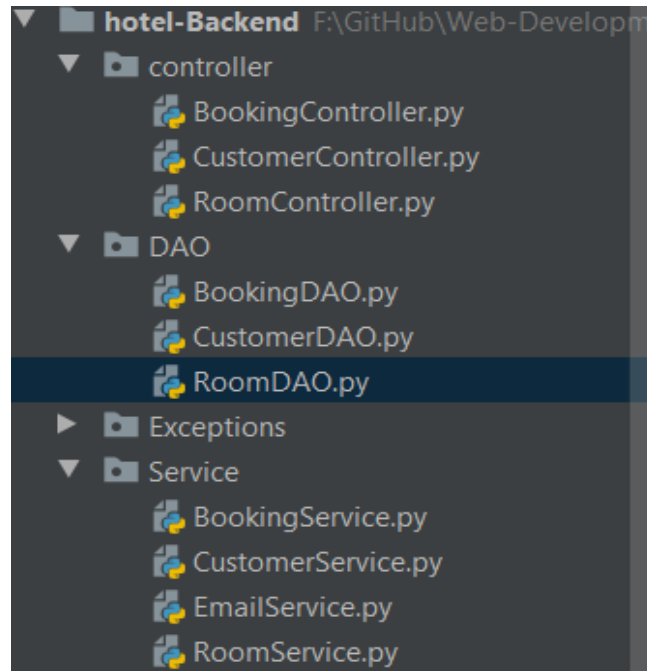 hotel-Backend F:\GitHub\Web-Developm
controller
BookingController.py
CustomerController.py
RoomController.py
DAO
BookingDAO.py
CustomerDAO.py
RoomDAO.py
Exceptions
Service
BookingService.py
CustomerService.py
EmailService.py
RoomService.py